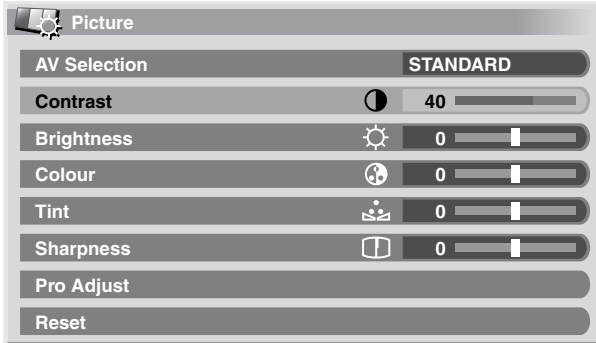 Picture
AV Selection STANDARD
Contrast 40
Brightness 0
Colour 0
Tint 0
Sharpness 0
Pro Adjust
Reset